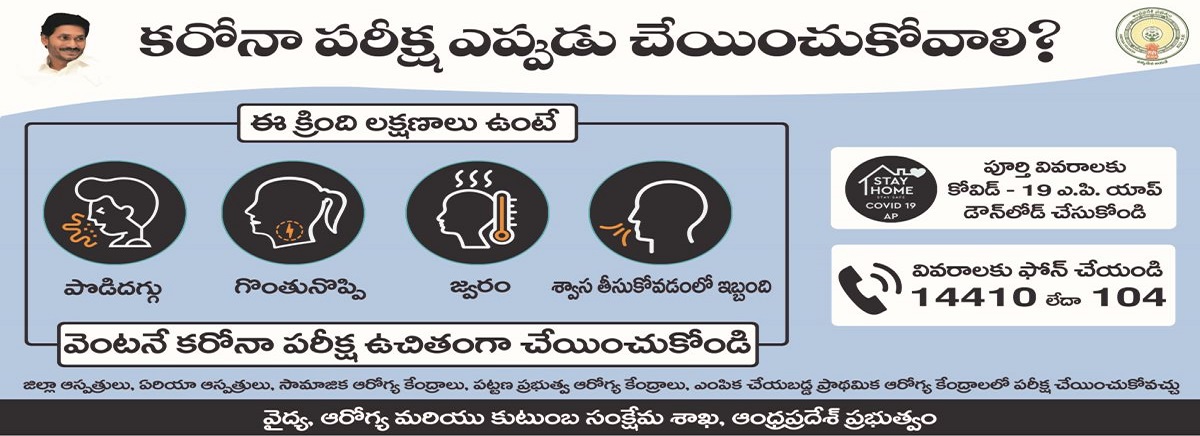 కరోనా పరీక్ష ఎప్పుడు చేయించుకోవాలి?
ఈ క్రింది లక్షణాలు ఉంటే
పొడిదగ్గు
గొంతునొప్పి
జ్వరం
శ్వాస తీసుకోవడంలో ఇబ్బంది
వెంటనే కరోనా పరీక్ష ఉచితంగా చేయించుకోండి
STAY
HOME
STAY SAFE
COVID 19
AP
పూర్తి వివరాలకు
కోవిడ్ - 19 ఎ.పి. యాప్
డౌన్‌లోడ్ చేసుకోండి
వివరాలకు ఫోన్ చేయండి
14410 లేదా 104
జిల్లా ఆస్పత్రులు, ఏరియా ఆస్పత్రులు, సామాజిక ఆరోగ్య కేంద్రాలు, పట్టణ ప్రభుత్వ ఆరోగ్య కేంద్రాలు, ఎంపిక చేయబడ్డ ప్రాథమిక ఆరోగ్య కేంద్రాలలో పరీక్ష చేయించుకోవచ్చు
వైద్య, ఆరోగ్య మరియు కుటుంబ సంక్షేమ శాఖ, ఆంధ్రప్రదేశ్ ప్రభుత్వం